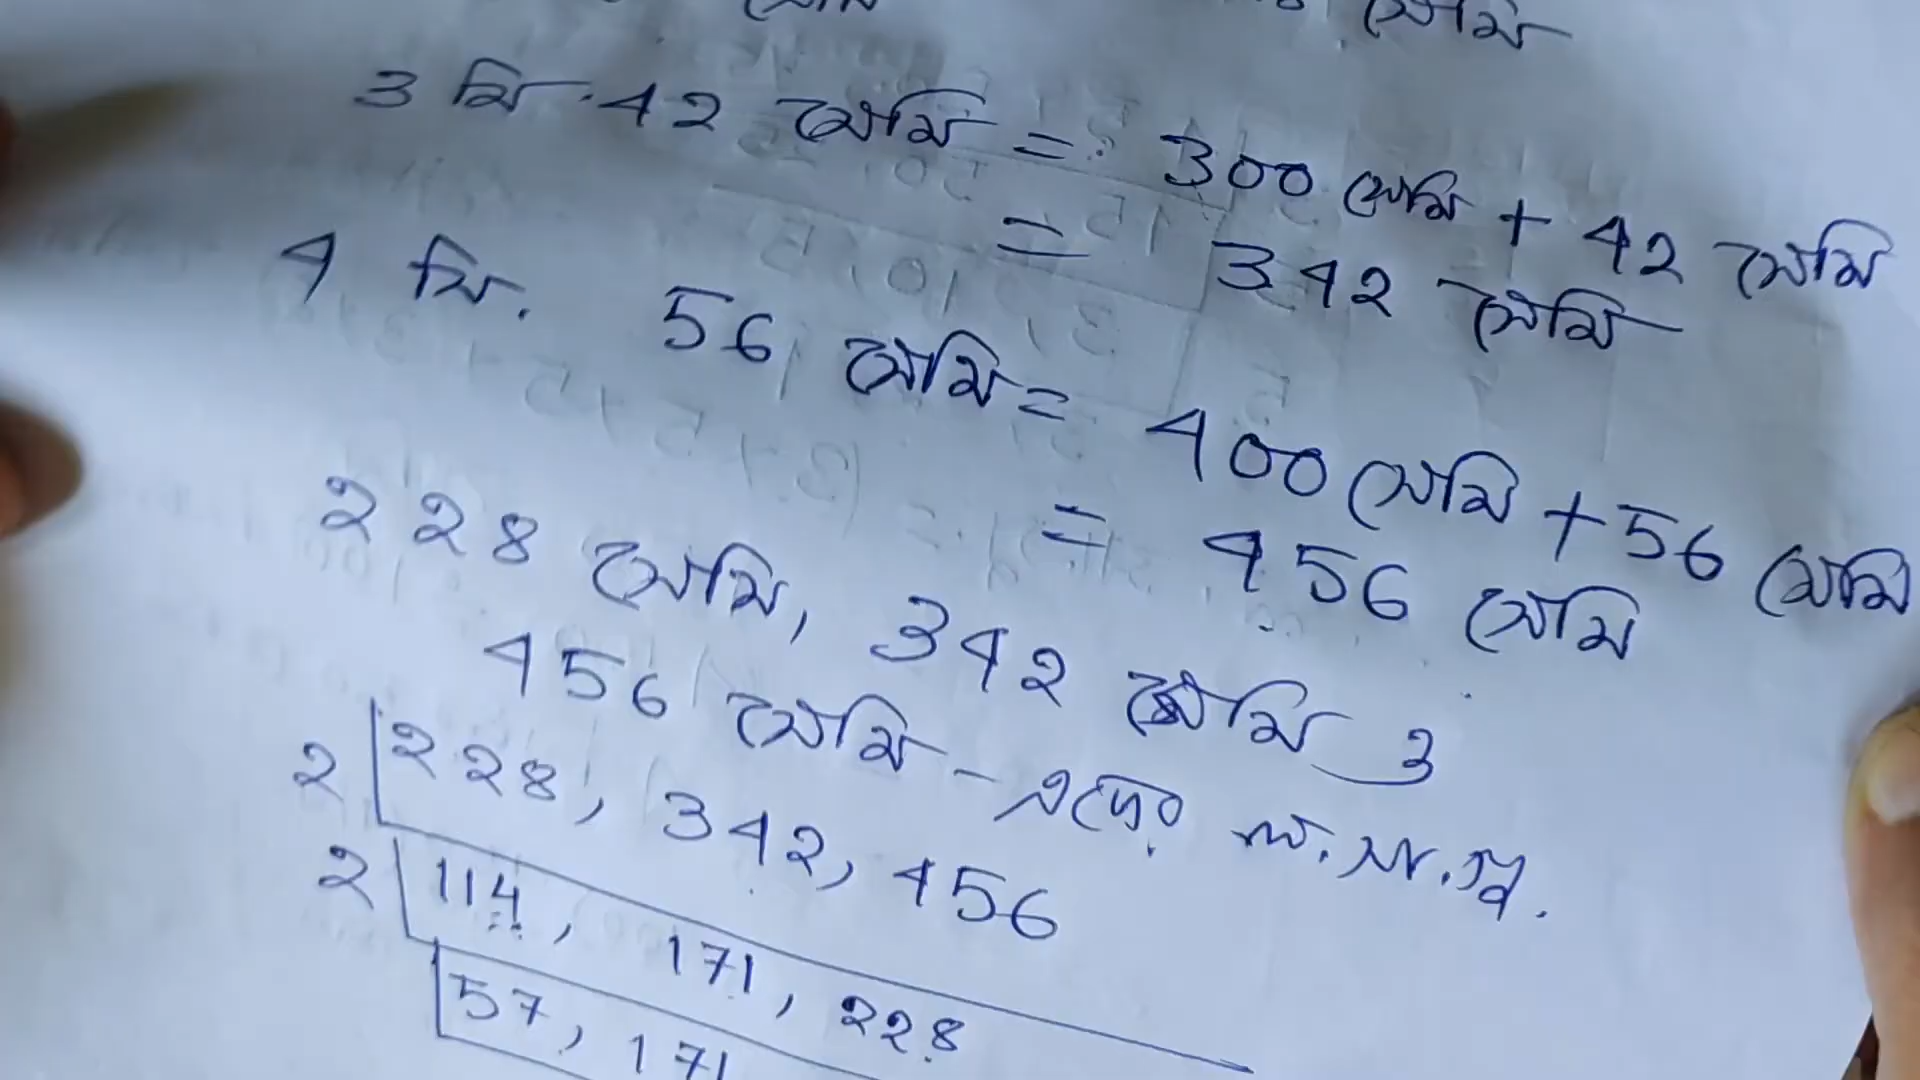 সেমি
3 মি. 42 সেমি = 300 সেমি + 42 সেমি
= 342 সেমি
4 মি. 56 সেমি = 400 সেমি + 56 সেমি
= 456 সেমি
228 সেমি, 342 সেমি ও
456 সেমি - এদের ল.সা.গু.
2 228, 342, 456
2 114, 171, 228
57, 171